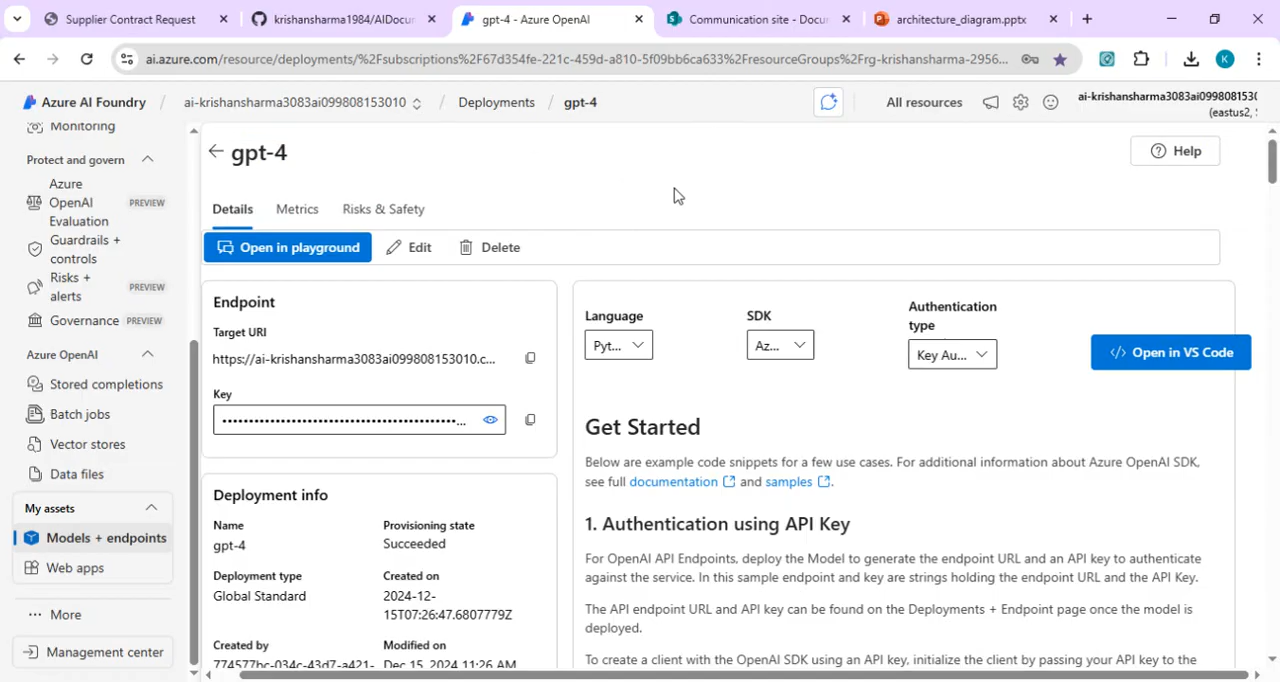 Supplier Contract Request
krishansharma1984/AIDocur
gpt-4 - Azure OpenAI
Communication site - Docur
architecture_diagram.pptx
ai.azure.com/resource/deployments/%2Fsubscriptions%2F67d354fe-221c-459d-a810-5f09bb6ca633%2FresourceGroups%2Frg-krishansharma-2956...
K
Azure AI Foundry / ai-krishansharma3083ai099808153010 / Deployments / gpt-4
All resources
ai-krishansharma3083ai099808153(
(eastus2, :
Monitoring
Protect and govern
Azure
OpenAI PREVIEW
Evaluation
Guardrails +
controls
Risks +
alerts PREVIEW
Governance PREVIEW
Azure OpenAI
Stored completions
Batch jobs
Vector stores
Data files
My assets
Models + endpoints
Web apps
More
Management center
gpt-4
Help
Details Metrics Risks & Safety
Open in playground Edit Delete
Endpoint
Target URI
https://ai-krishansharma3083ai099808153010.c...
Key
••••••••••••••••••••••••••••••••••••••••••••...
Deployment info
Name
gpt-4
Provisioning state
Succeeded
Deployment type
Global Standard
Created on
2024-12-
15T07:26:47.6807779Z
Created by
774577bc-034c-43d7-a421-
Modified on
Dec 15, 2024 11:26 AM
Language
Pyt...
SDK
Az...
Authentication
type
Key Au...
Open in VS Code
Get Started
Below are example code snippets for a few use cases. For additional information about Azure OpenAI SDK,
see full documentation and samples .
1. Authentication using API Key
For OpenAI API Endpoints, deploy the Model to generate the endpoint URL and an API key to authenticate
against the service. In this sample endpoint and key are strings holding the endpoint URL and the API Key.
The API endpoint URL and API key can be found on the Deployments + Endpoint page once the model is
deployed.
To create a client with the OpenAI SDK using an API key, initialize the client by passing your API key to the